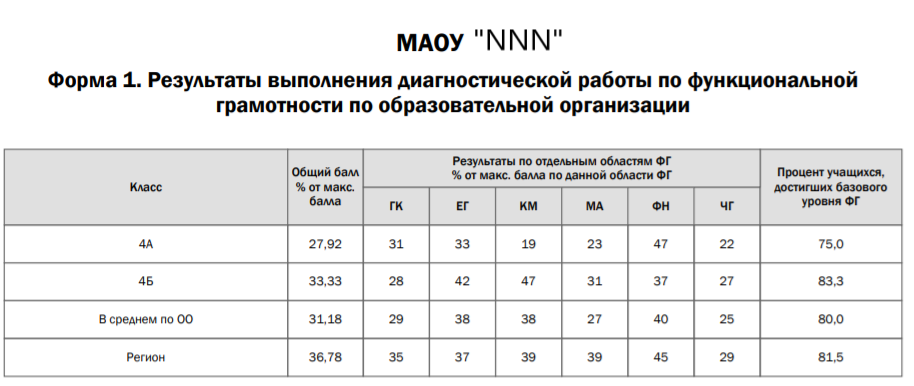 МАОУ "NNN"
Форма 1. Результаты выполнения диагностической работы по функциональной
грамотности по образовательной организации
Класс
Общий балл
% от макс.
балла
Результаты по отдельным областям ФГ
% от макс. балла по данной области ФГ
Процент учащихся,
достигших базового
уровня ФГ
ГК ЕГ КМ МА ФН ЧГ
4А 27,92 31 33 19 23 47 22 75,0
4Б 33,33 28 42 47 31 37 27 83,3
В среднем по ОО 31,18 29 38 38 27 40 25 80,0
Регион 36,78 35 37 39 39 45 29 81,5